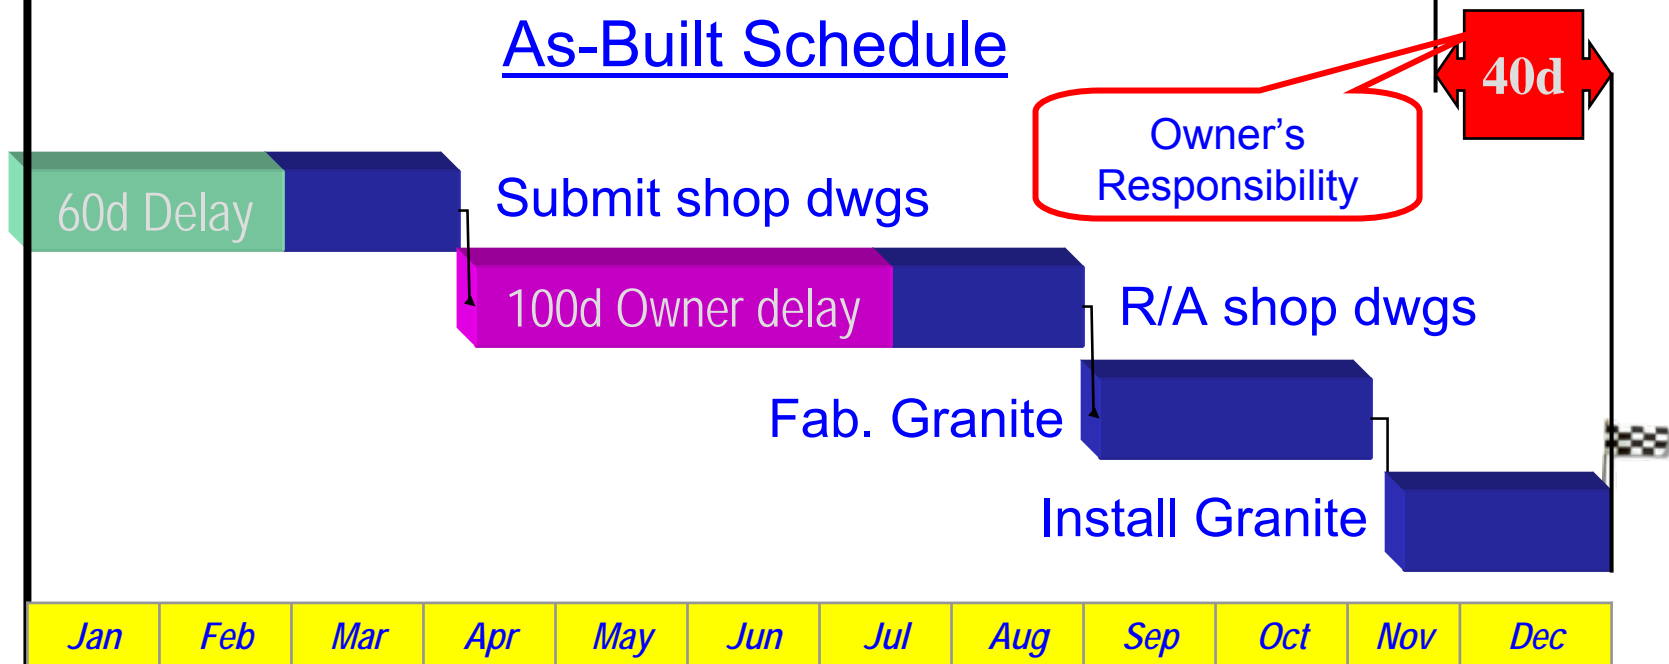 As-Built Schedule
40d
Owner’s
Responsibility
60d Delay
Submit shop dwgs
100d Owner delay
R/A shop dwgs
Fab. Granite
Install Granite
Jan Feb Mar Apr May Jun Jul Aug Sep Oct Nov Dec